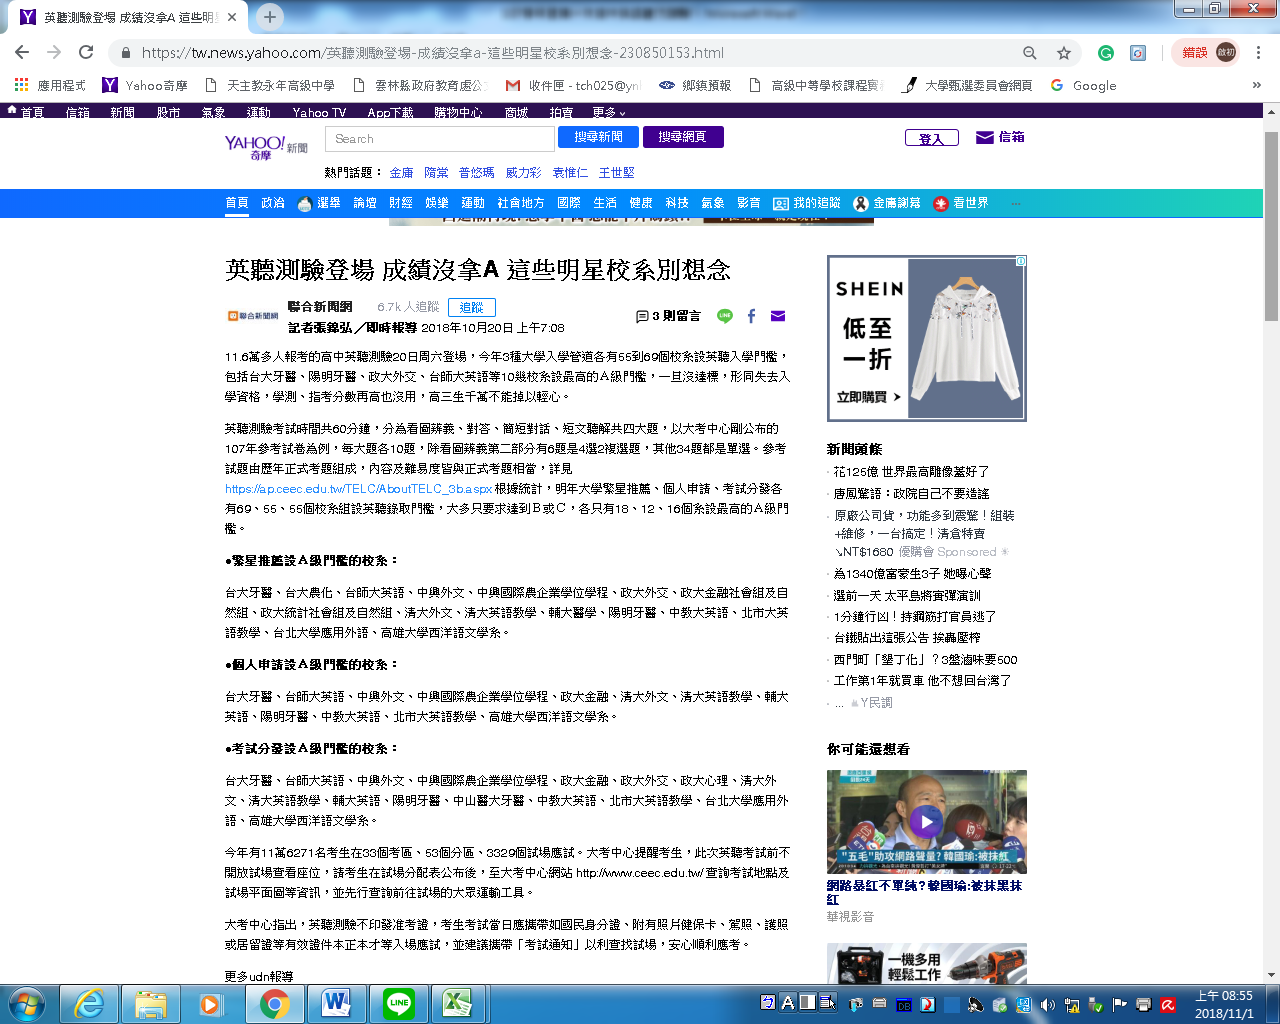 英聽測驗登場 成績沒拿A 這些明
https://tw.news.yahoo.com/英聽測驗登場-成績沒拿a-這些明星校系別想念-230850153.html
錯誤 啟初
應用程式 Yahoo奇摩 天主教永年高級中學 雲林縣政府教育處公 收件匣 - tch025@ynl 鄉鎮預報 高級中等學校課程實 大學甄選委員會網頁 Google »
首頁 信箱 新聞 股市 氣象 運動 Yahoo TV App下載 購物中心 商城 拍賣 更多
YAHOO! 奇摩 新聞 Search 搜尋新聞 搜尋網頁 登入 信箱
熱門話題： 金庸 隋棠 普悠瑪 威力彩 袁惟仁 王世堅
首頁 政治 選舉 論壇 財經 娛樂 運動 社會地方 國際 生活 健康 科技 氣象 影音 我的追蹤 金庸謝幕 看世界 ...
英聽測驗登場 成績沒拿A 這些明星校系別想念
聯合新聞網
聯合新聞網 6.7k 人追蹤 追蹤
記者張錦弘／即時報導 2018年10月20日 上午7:08
3 則留言 LINE
11.6萬多人報考的高中英聽測驗20日周六登場，今年3種大學入學管道各有55到69個校系設英聽入學門檻，
包括台大牙醫、陽明牙醫、政大外交、台師大英語等10幾校系設最高的Ａ級門檻，一旦沒達標，形同失去入
學資格，學測、指考分數再高也沒用，高三生千萬不能掉以輕心。
英聽測驗考試時間共60分鐘，分為看圖辨義、對答、簡短對話、短文聽解共四大題，以大考中心剛公布的
107年參考試卷為例，每大題各10題，除看圖辨義第二部分有6題是4選2複選題，其他34題都是單選。參考
試題由歷年正式考題組成，內容及難易度皆與正式考題相當，詳見
https://ap.ceec.edu.tw/TELC/AboutTELC_3b.aspx 根據統計，明年大學繁星推薦、個人申請、考試分發各
有69、55、55個校系組設英聽錄取門檻，大多只要求達到Ｂ或Ｃ，各只有18、12、16個系設最高的Ａ級門
檻。
●繁星推薦設Ａ級門檻的校系：
台大牙醫、台大農化、台師大英語、中興外文、中興國際農企業學位學程、政大外交、政大金融社會組及自
然組、政大統計社會組及自然組、清大外文、清大英語教學、輔大醫學、陽明牙醫、中教大英語、北市大英
語教學、台北大學應用外語、高雄大學西洋語文學系。
●個人申請設Ａ級門檻的校系：
台大牙醫、台師大英語、中興外文、中興國際農企業學位學程、政大金融、清大外文、清大英語教學、輔大
英語、陽明牙醫、中教大英語、北市大英語教學、高雄大學西洋語文學系。
●考試分發設Ａ級門檻的校系：
台大牙醫、台師大英語、中興外文、中興國際農企業學位學程、政大金融、政大外交、政大心理、清大外
文、清大英語教學、輔大英語、陽明牙醫、中山醫大牙醫、中教大英語、北市大英語教學、台北大學應用外
語、高雄大學西洋語文學系。
今年有11萬6271名考生在33個考區、53個分區、3329個試場應試。大考中心提醒考生，此次英聽考試前不
開放試場查看座位，請考生在試場分配表公布後，至大考中心網站 http://www.ceec.edu.tw/ 查詢考試地點及
試場平面圖等資訊，並先行查詢前往試場的大眾運輸工具。
大考中心指出，英聽測驗不印發准考證，考生考試當日應攜帶如國民身分證、附有照片健保卡、駕照、護照
或居留證等有效證件本正本才等入場應試，並建議攜帶「考試通知」以利查找試場，安心順利應考。
更多udn報導
SHEIN
低至
一折
立即購買
新聞頭條
花125億 世界最高雕像蓋好了
唐鳳驚語：政院自己不要造謠
原廠公司貨，功能多到震驚！組裝
+維修，一台搞定！清倉特賣
↘NT$1680 優購會 Sponsored
為1340億富豪生3子 她曝心聲
選前一天 太平島將實彈演訓
1分鐘行凶！持鋼筋打官員逃了
台鐵貼出這張公告 挨轟壓榨
西門町「墾丁化」？3盤滷味要500
工作第1年就買車 他不想回台灣了
... Y民調
你可能還想看
"五毛"助攻網路聲量? 韓國瑜:被抹紅
網路暴紅不單純? 韓國瑜:被抹黑抹
紅
華視影音
一機多用
輕鬆工作
LINE
上午 08:55
2018/11/1